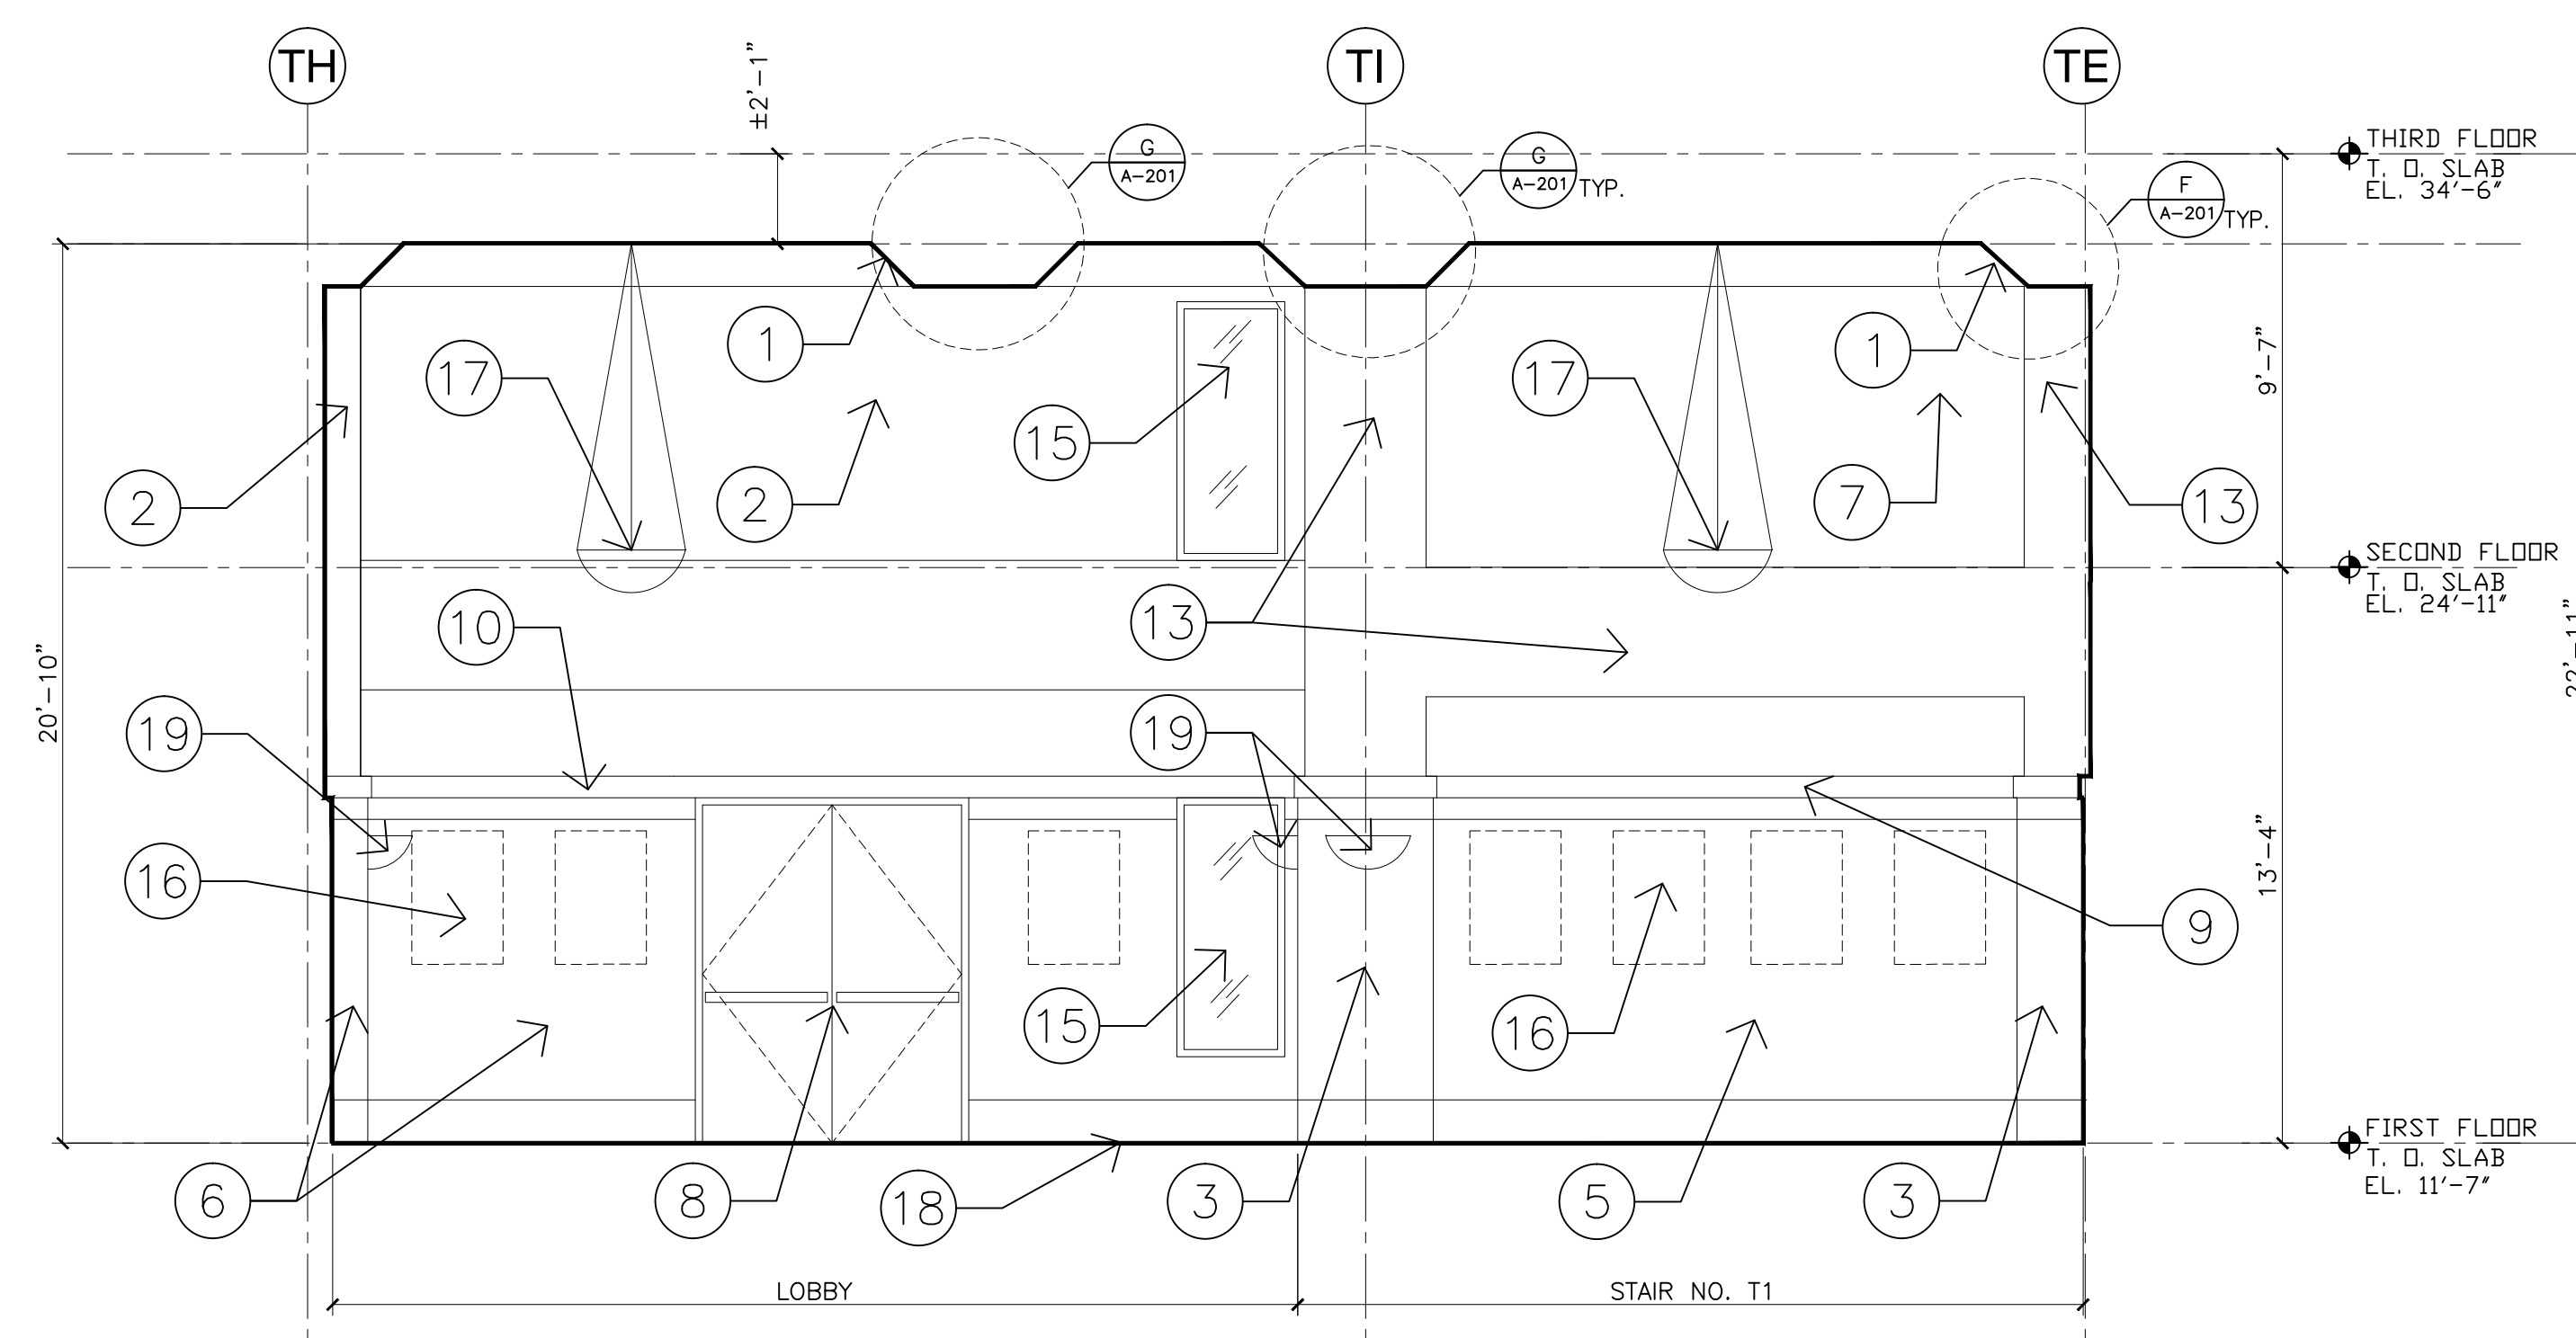 TH
TI
TE
±2'-1"
G
A-201
G
A-201 TYP.
F
A-201 TYP.
THIRD FLOOR
T. O. SLAB
EL. 34'-6"
1
1
17
17
15
2
2
7
13
9'-7"
SECOND FLOOR
T. O. SLAB
EL. 24'-11"
10
13
20'-10"
22'-11"
19
19
16
13'-4"
9
15
16
FIRST FLOOR
T. O. SLAB
EL. 11'-7"
6
8
18
3
5
3
LOBBY
STAIR NO. T1